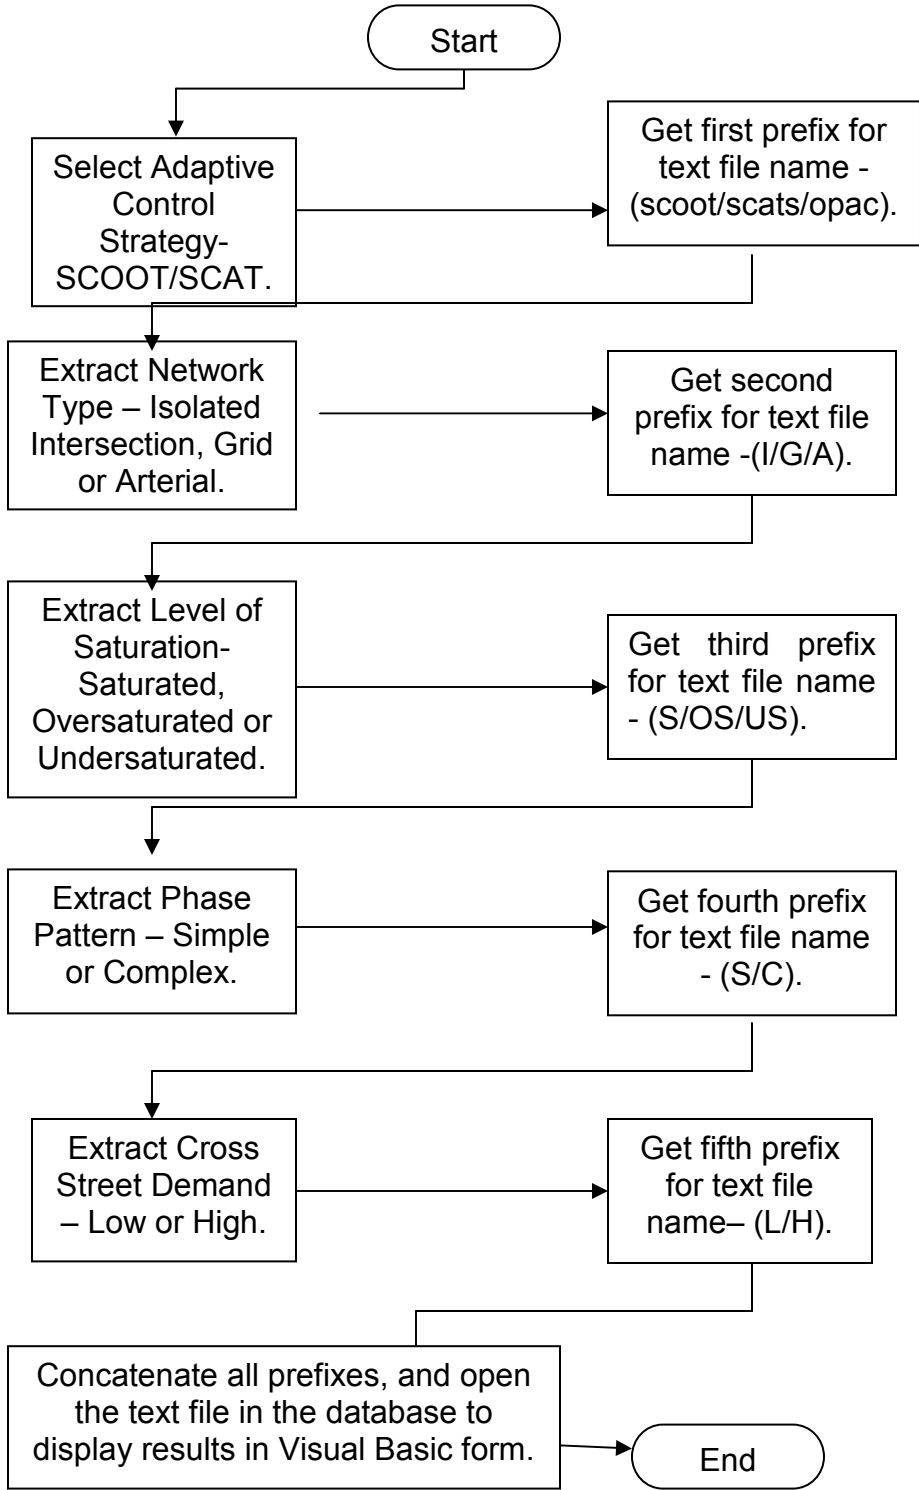 Start
Select Adaptive
Control
Strategy-
SCOOT/SCAT.
Get first prefix for
text file name -
(scoot/scats/opac).
Extract Network
Type – Isolated
Intersection, Grid
or Arterial.
Get second
prefix for text file
name -(I/G/A).
Extract Level of
Saturation-
Saturated,
Oversaturated or
Undersaturated.
Get third prefix
for text file name
- (S/OS/US).
Extract Phase
Pattern – Simple
or Complex.
Get fourth prefix
for text file name
- (S/C).
Extract Cross
Street Demand
– Low or High.
Get fifth prefix
for text file
name– (L/H).
Concatenate all prefixes, and open
the text file in the database to
display results in Visual Basic form.
End